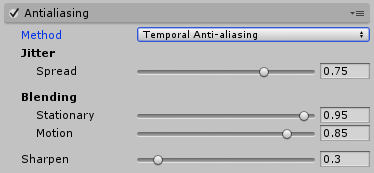 Antialiasing
Method Temporal Anti-aliasing
Jitter
Spread 0.75
Blending
Stationary 0.95
Motion 0.85
Sharpen 0.3